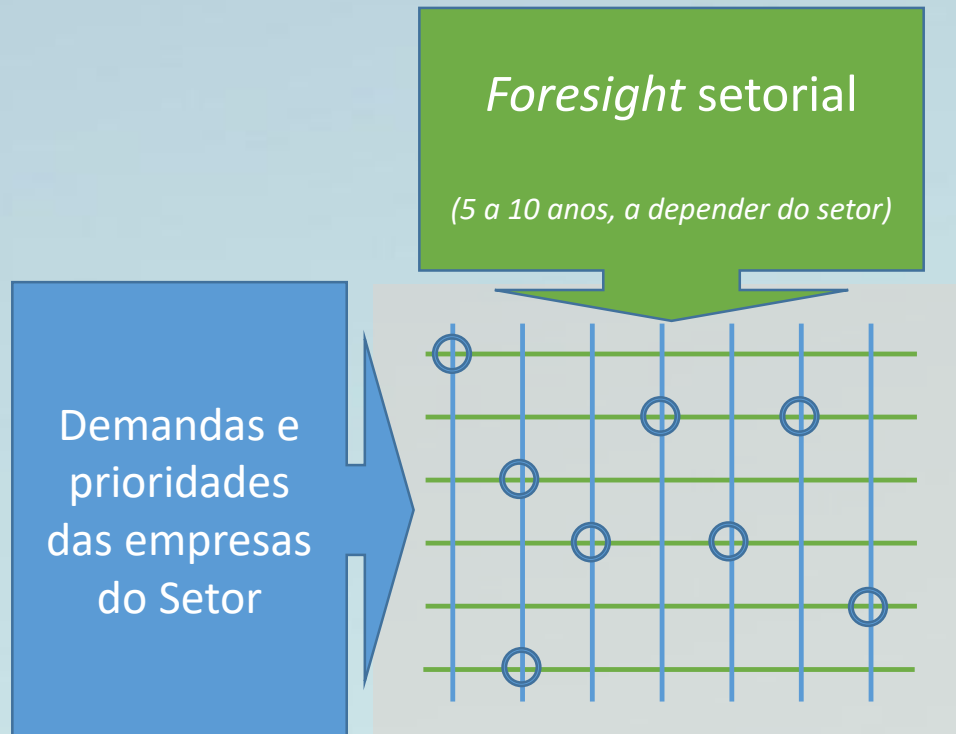 Foresight setorial
(5 a 10 anos, a depender do setor)
Demandas e
prioridades
das empresas
do Setor